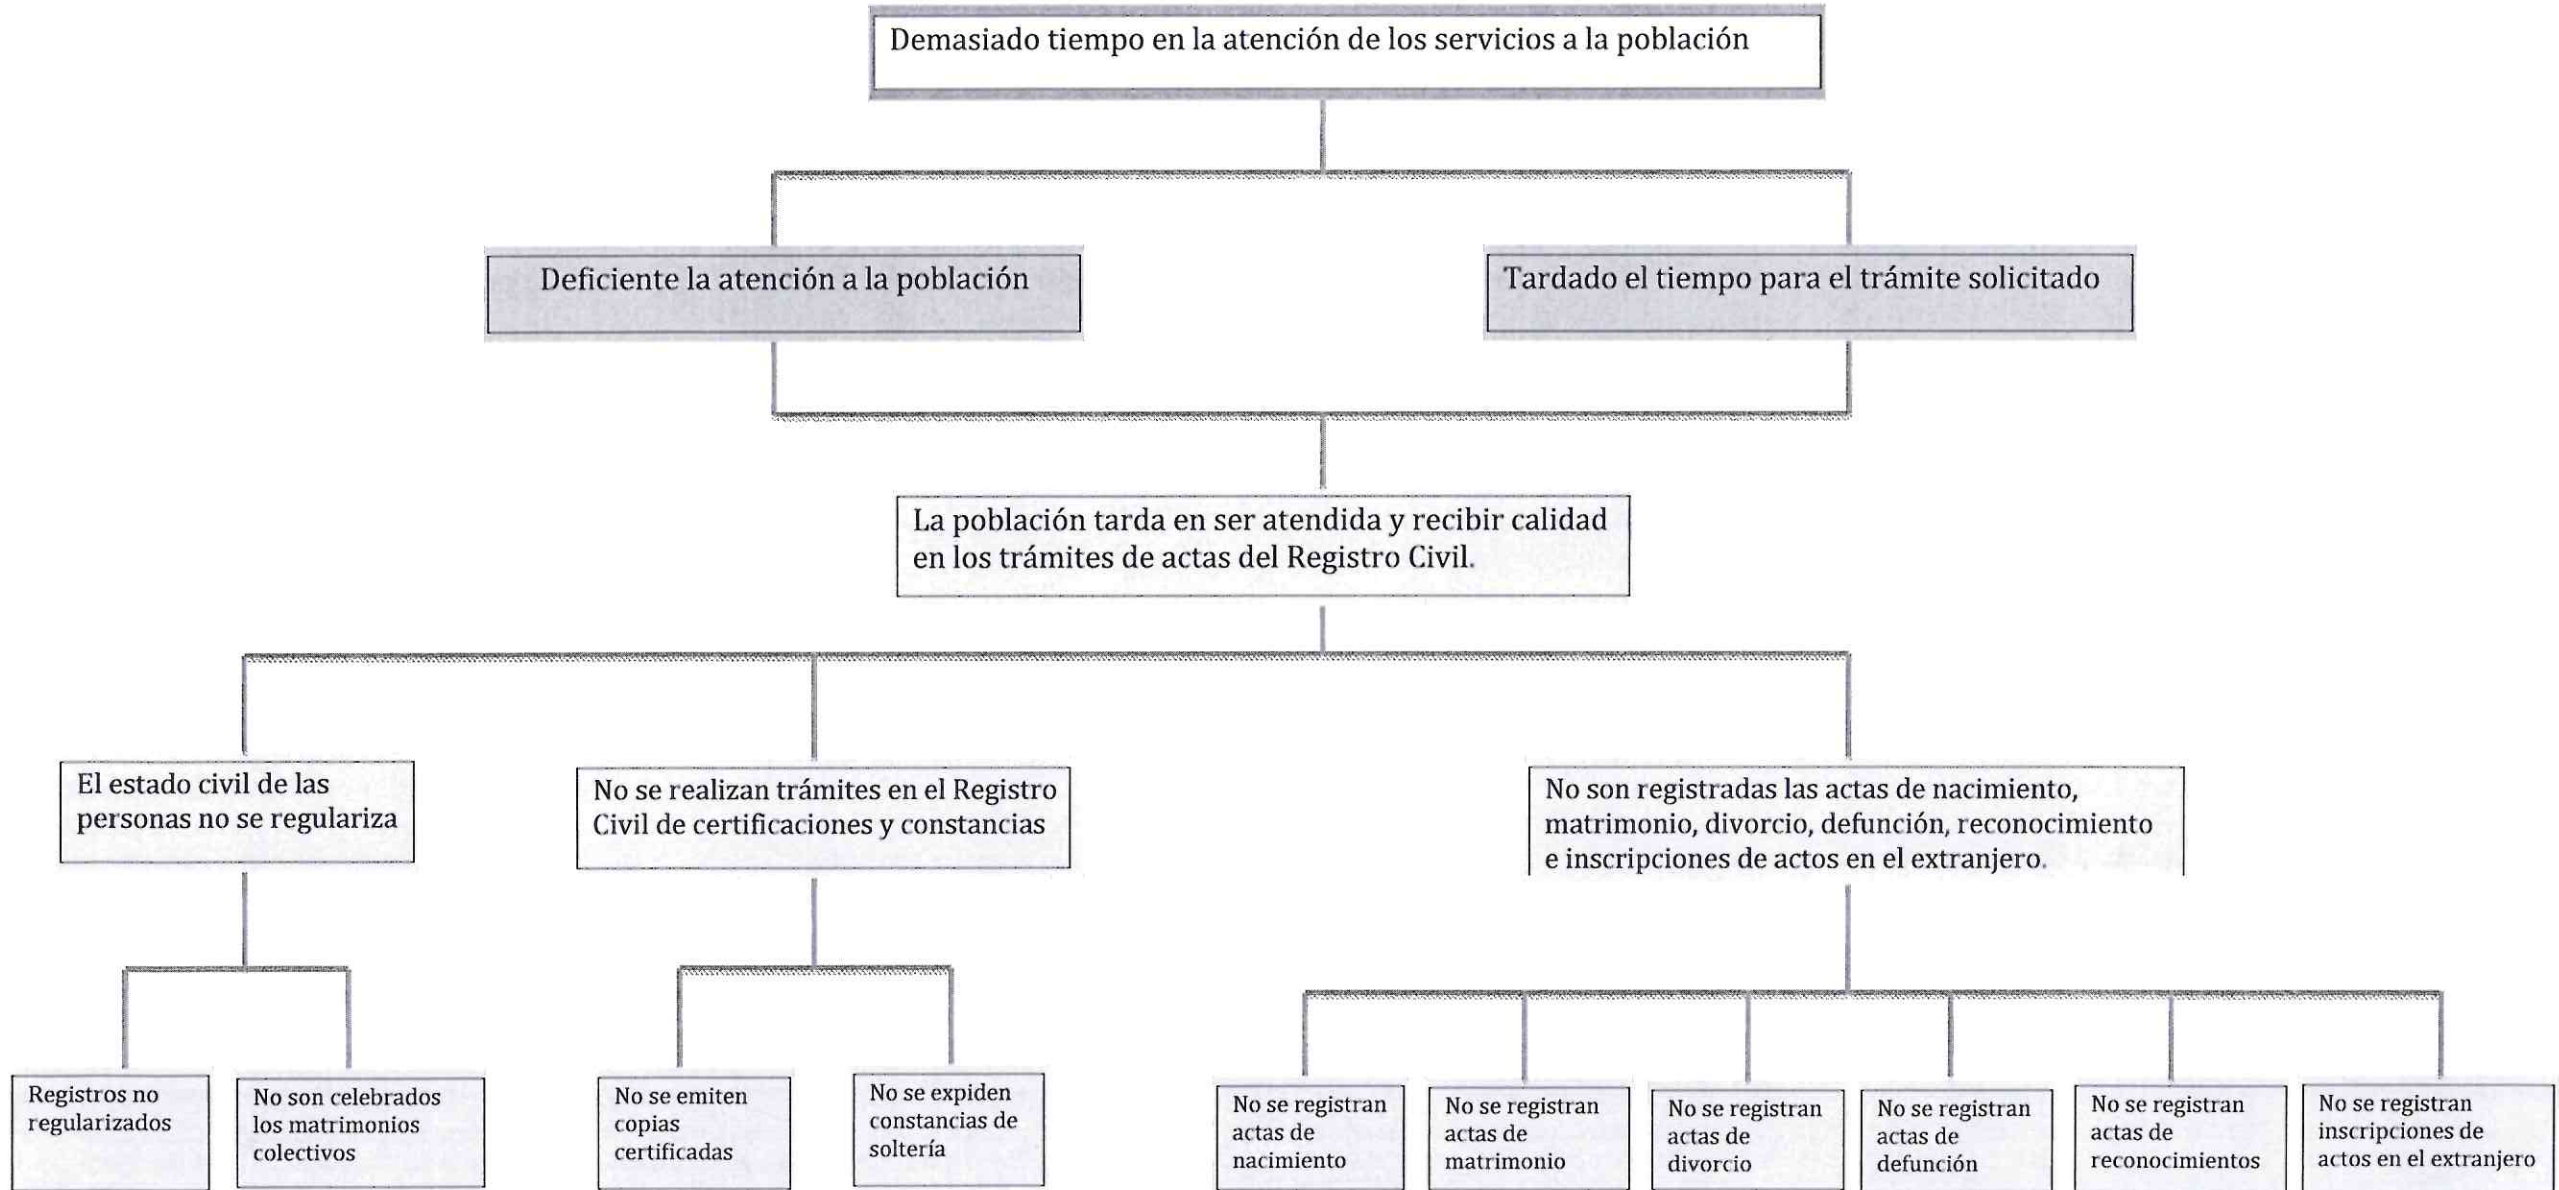 Demasiado tiempo en la atención de los servicios a la población
Deficiente la atención a la población
Tardado el tiempo para el trámite solicitado
La población tarda en ser atendida y recibir calidad
en los trámites de actas del Registro Civil.
El estado civil de las
personas no se regulariza
No se realizan trámites en el Registro
Civil de certificaciones y constancias
No son registradas las actas de nacimiento,
matrimonio, divorcio, defunción, reconocimiento
e inscripciones de actos en el extranjero.
Registros no
regularizados
No son celebrados
los matrimonios
colectivos
No se emiten
copias
certificadas
No se expiden
constancias de
soltería
No se registran
actas de
nacimiento
No se registran
actas de
matrimonio
No se registran
actas de
divorcio
No se registran
actas de
defunción
No se registran
actas de
reconocimientos
No se registran
inscripciones de
actos en el extranjero